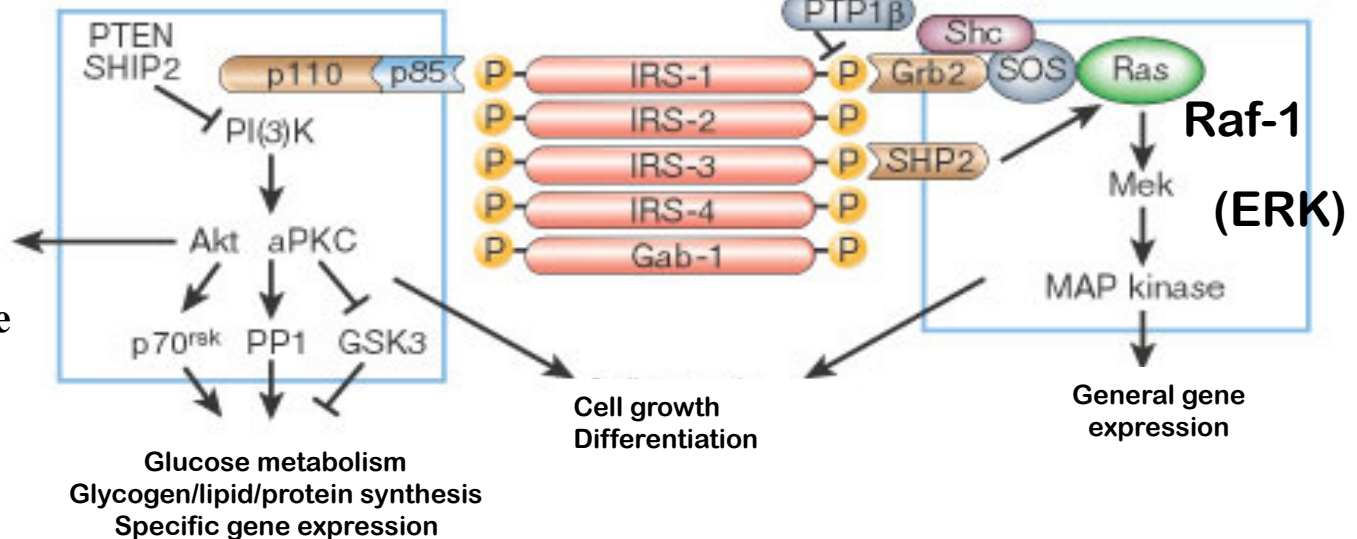 PTEN
SHIP2
p110 p85
PI(3)K
Akt aPKC
e
p70rsk PP1 GSK3
Glucose metabolism
Glycogen/lipid/protein synthesis
Specific gene expression
P IRS-1 P
P IRS-2 P
P IRS-3 P
P IRS-4 P
P Gab-1 P
Cell growth
Differentiation
PTP1β
Shc
Grb2 SOS Ras
SHP2
Raf-1
Mek
(ERK)
MAP kinase
General gene
expression